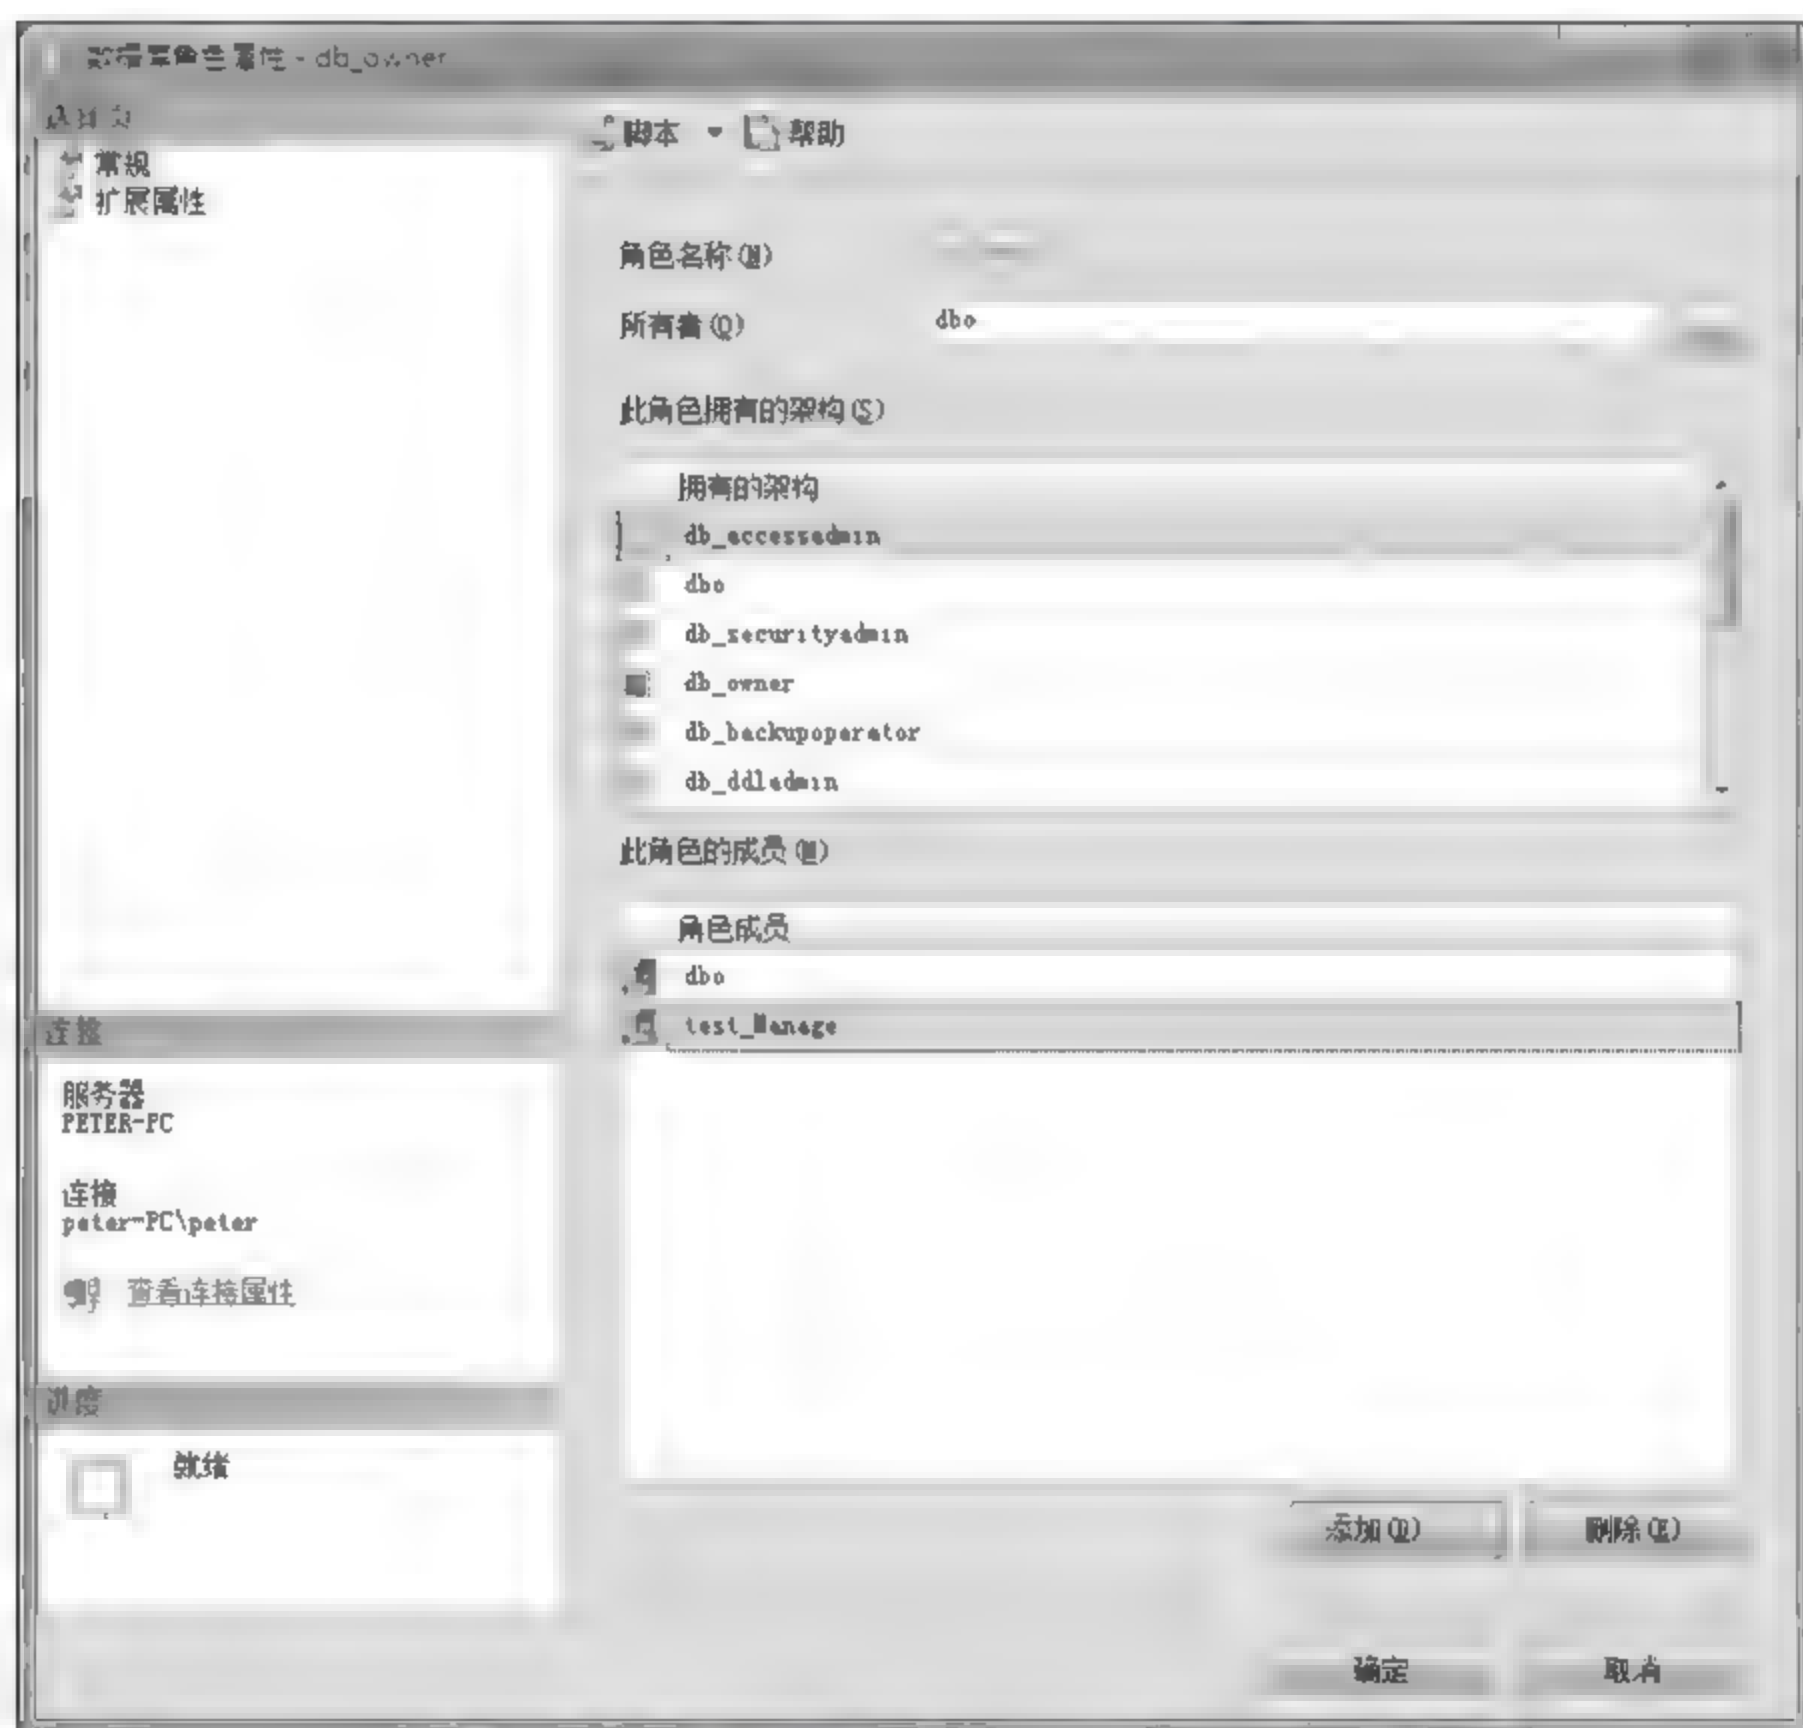 数据库角色属性 - db_owner
选择页
常规
扩展属性
脚本
帮助
角色名称(N)
所有者(O)
dbo
此角色拥有的架构(S)
拥有的架构
db_accessadmin
dbo
db_securityadmin
db_owner
db_backupoperator
db_ddladmin
此角色的成员(M)
角色成员
dbo
test_Manage
添加(D)
删除(E)
连接
服务器
PETER-PC
连接
peter-PC\peter
查看连接属性
进度
就绪
确定
取消